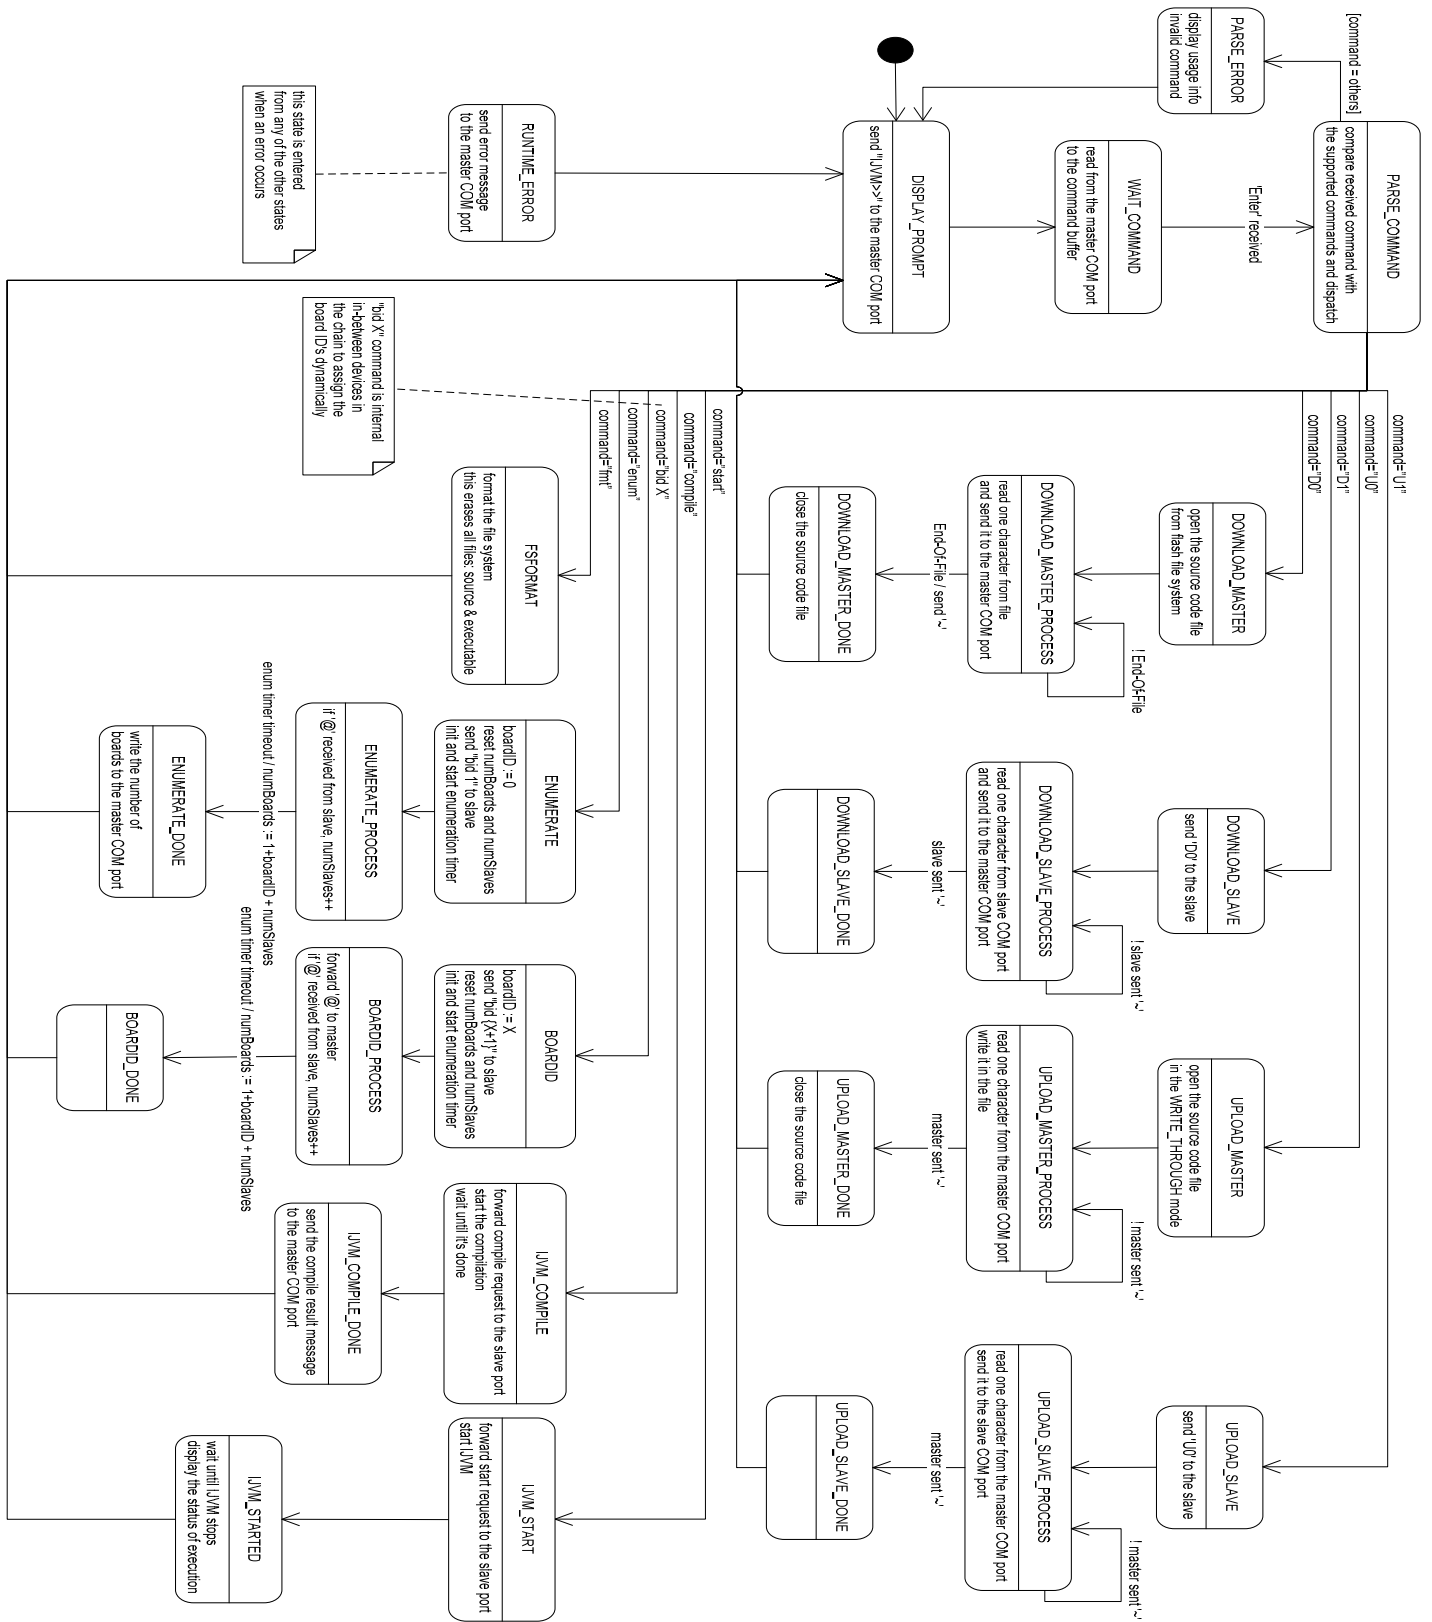 PARSE_COMMAND
compare received command with
the supported commands and dispatch
[command = others]
PARSE_ERROR
display usage info
invalid command
'Enter' received
WAIT_COMMAND
read from the master COM port
to the command buffer
DISPLAY_PROMPT
send "IJVM>>" to the master COM port
RUNTIME_ERROR
send error message
to the master COM port
this state is entered
from any of the other states
when an error occurs
command="U1"
command="U0"
command="D1"
command="D0"
DOWNLOAD_MASTER
open the source code file
from flash file system
! End-Of-File
DOWNLOAD_MASTER_PROCESS
read one character from file
and send it to the master COM port
End-Of-File / send '~'
DOWNLOAD_MASTER_DONE
close the source code file
DOWNLOAD_SLAVE
send 'D0' to the slave
! slave sent '~'
DOWNLOAD_SLAVE_PROCESS
read one character from slave COM port
and send it to the master COM port
slave sent '~'
DOWNLOAD_SLAVE_DONE
UPLOAD_MASTER
open the source code file
in the WRITE_THROUGH mode
! master sent '~'
UPLOAD_MASTER_PROCESS
read one character from the master COM port
write it in the file
master sent '~'
UPLOAD_MASTER_DONE
close the source code file
UPLOAD_SLAVE
send 'U0' to the slave
! master sent '~'
UPLOAD_SLAVE_PROCESS
read one character from the master COM port
send it to the slave COM port
master sent '~'
UPLOAD_SLAVE_DONE
command="start"
command="compile"
command="bid X"
command="enum"
command="fmt"
"bid X" command is internal
in-between devices in
the chain to assign the
board ID's dynamically
FSFORMAT
format the file system
this erases all files: source & executable
ENUMERATE
boardID := 0
reset numBoards and numSlaves
send "bid 1" to slave
init and start enumeration timer
ENUMERATE_PROCESS
if '@' received from slave, numSlaves++
enum timer timeout / numBoards := 1+boardID + numSlaves
ENUMERATE_DONE
write the number of
boards to the master COM port
BOARDID
boardID := X
send "bid {X+1}" to slave
reset numBoards and numSlaves
init and start enumeration timer
BOARDID_PROCESS
forward '@' to master
if '@' received from slave, numSlaves++
enum timer timeout / numBoards := 1+boardID + numSlaves
BOARDID_DONE
IJVM_COMPILE
forward compile request to the slave port
start the compilation
wait until it's done
IJVM_COMPILE_DONE
send the compile result message
to the master COM port
IJVM_START
forward start request to the slave port
start IJVM
IJVM_STARTED
wait until IJVM stops
display the status of execution